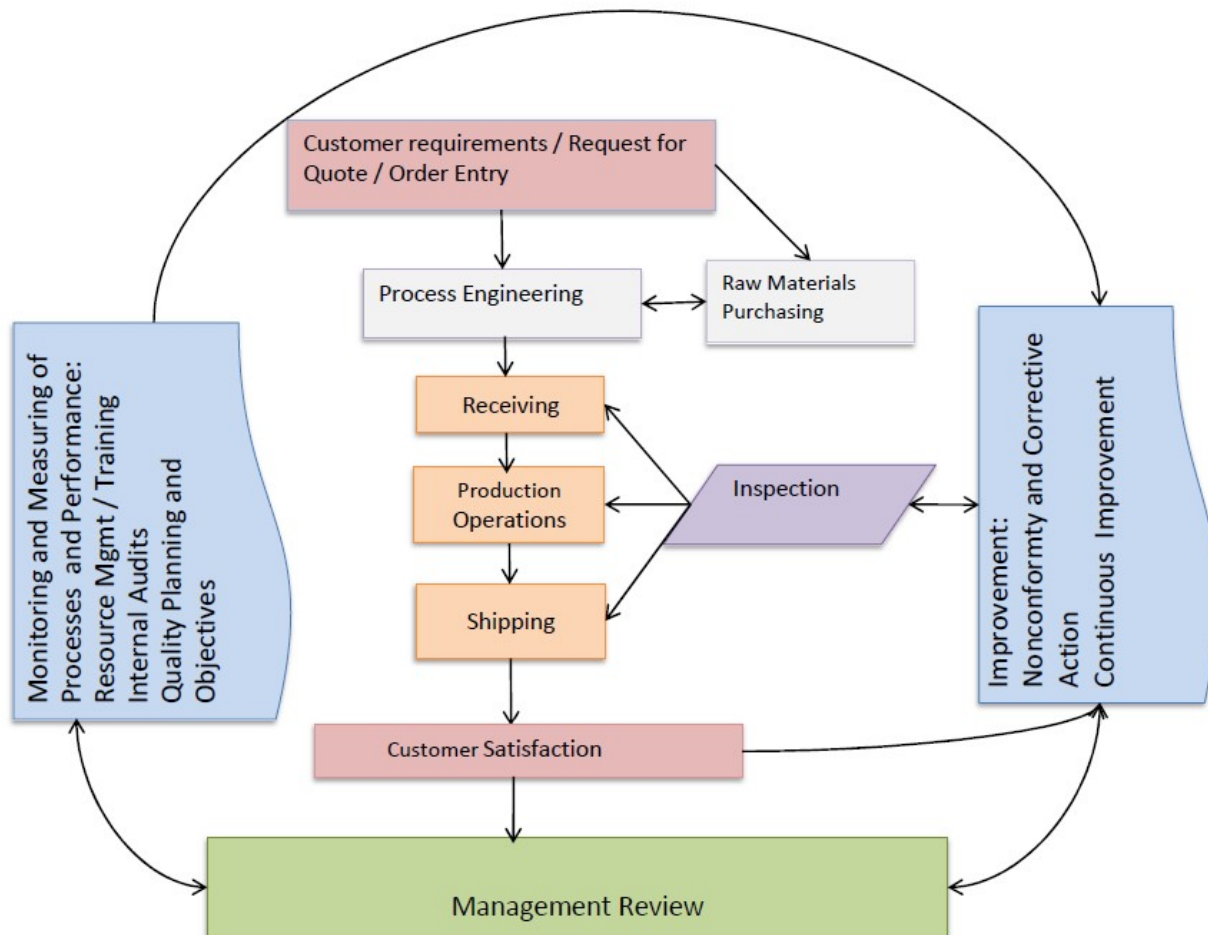 Customer requirements / Request for
Quote / Order Entry
Process Engineering
Raw Materials
Purchasing
Monitoring and Measuring of
Processes and Performance:
Resource Mgmt / Training
Internal Audits
Quality Planning and
Objectives
Receiving
Production
Operations
Inspection
Shipping
Improvement:
Nonconformty and Corrective
Action
Continuous Improvement
Customer Satisfaction
Management Review